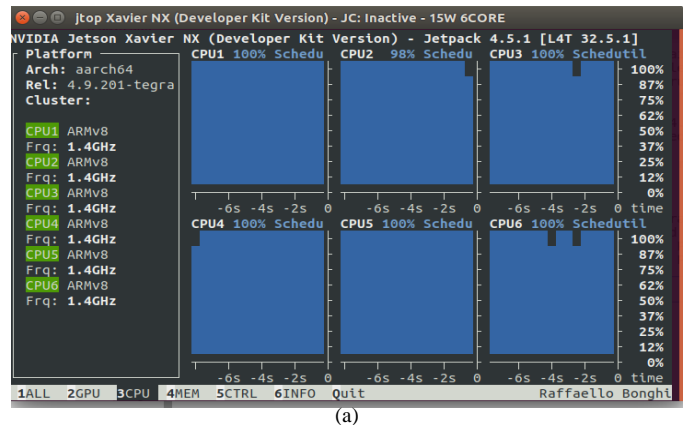 jtop Xavier NX (Developer Kit Version) - JC: Inactive - 15W 6CORE
NVIDIA Jetson Xavier NX (Developer Kit Version) - Jetpack 4.5.1 [L4T 32.5.1]
Platform
Arch: aarch64
Rel: 4.9.201-tegra
Cluster:
CPU1 ARMv8
Frq: 1.4GHz
CPU2 ARMv8
Frq: 1.4GHz
CPU3 ARMv8
Frq: 1.4GHz
CPU4 ARMv8
Frq: 1.4GHz
CPU5 ARMv8
Frq: 1.4GHz
CPU6 ARMv8
Frq: 1.4GHz
CPU1 100% Schedu CPU2 98% Schedu CPU3 100% Schedutil
100%
87%
75%
62%
50%
37%
25%
12%
0%
-6s -4s -2s 0 -6s -4s -2s 0 -6s -4s -2s 0 time
CPU4 100% Schedu CPU5 100% Schedu CPU6 100% Schedutil
100%
87%
75%
62%
50%
37%
25%
12%
0%
-6s -4s -2s 0 -6s -4s -2s 0 -6s -4s -2s 0 time
1ALL 2GPU 3CPU 4MEM 5CTRL 6INFO Quit Raffaello Bonghi
(a)